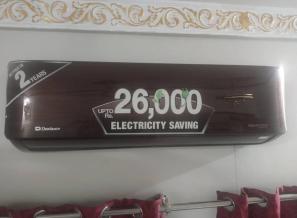 2
YEARS
UPTO
Rs.
26,000
ELECTRICITY SAVING
Dawlance